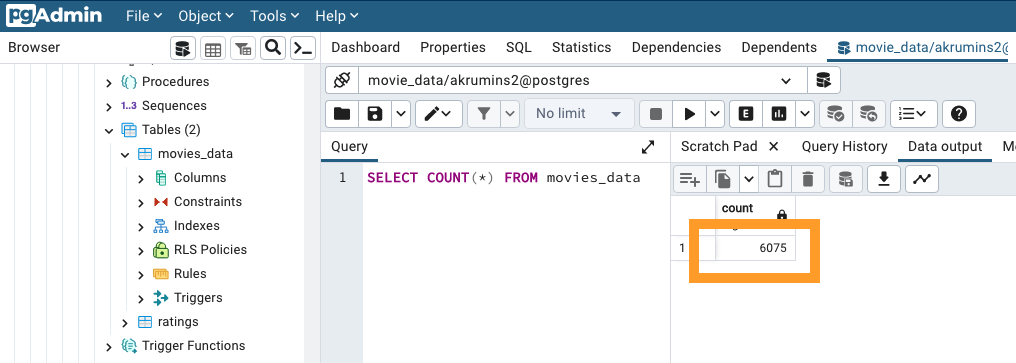 pgAdmin File Object Tools Help
Browser
Dashboard Properties SQL Statistics Dependencies Dependents movie_data/akrumins2@
movie_data/akrumins2@postgres
No limit
E
Procedures
1..3 Sequences
Tables (2)
movies_data
Columns
Constraints
Indexes
RLS Policies
Rules
Triggers
ratings
Trigger Functions
Query
1 SELECT COUNT(*) FROM movies_data
Scratch Pad Query History Data output
count
1 6075